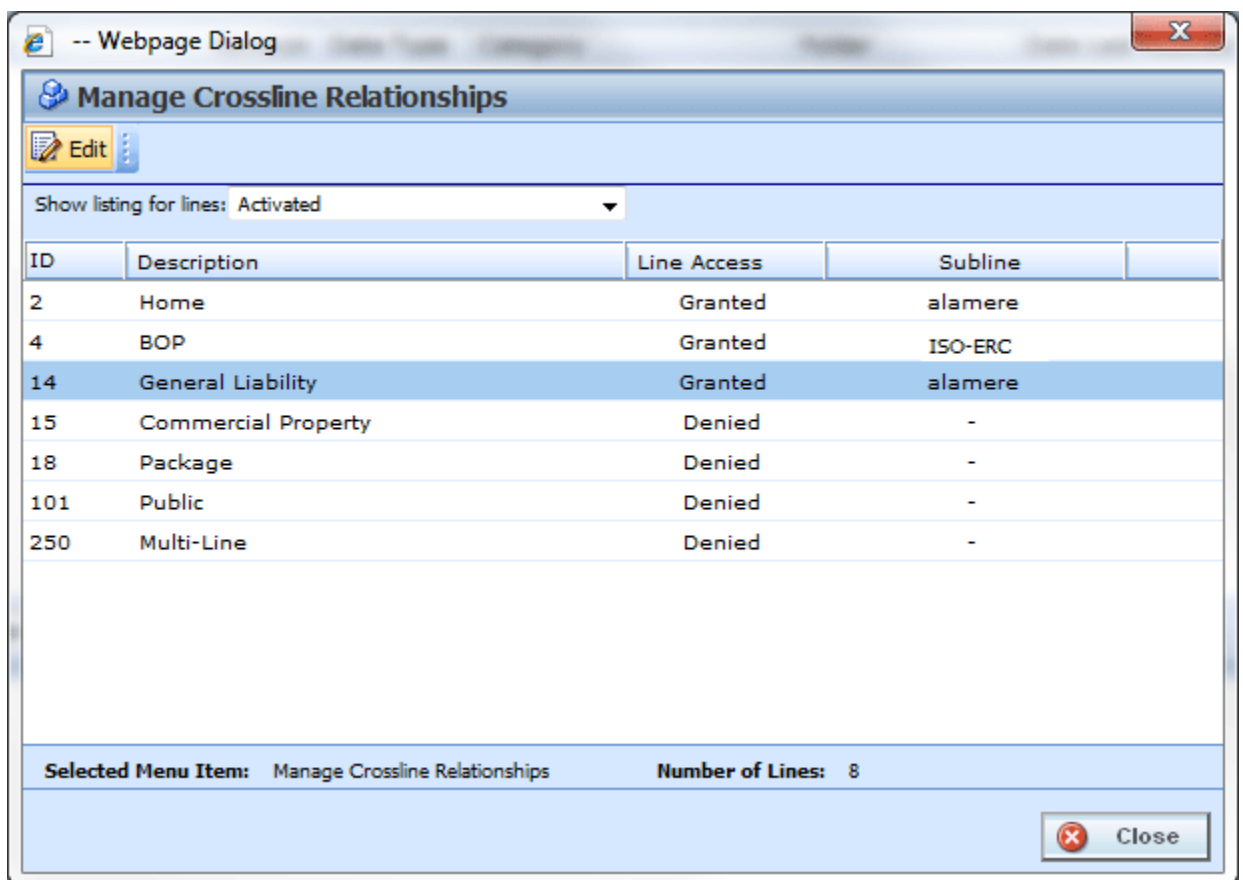 -- Webpage Dialog
Manage Crossline Relationships
Edit
Show listing for lines: Activated
ID Description Line Access Subline
2 Home Granted alamere
4 BOP Granted ISO-ERC
14 General Liability Granted alamere
15 Commercial Property Denied -
18 Package Denied -
101 Public Denied -
250 Multi-Line Denied -
Selected Menu Item: Manage Crossline Relationships Number of Lines: 8
Close